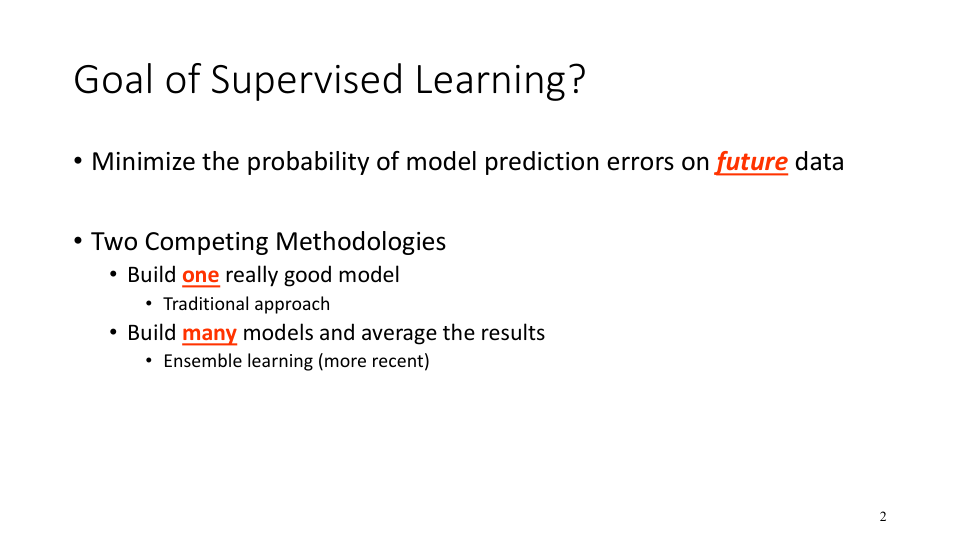 Goal of Supervised Learning?
• Minimize the probability of model prediction errors on future data
• Two Competing Methodologies
• Build one really good model
• Traditional approach
• Build many models and average the results
• Ensemble learning (more recent)
2